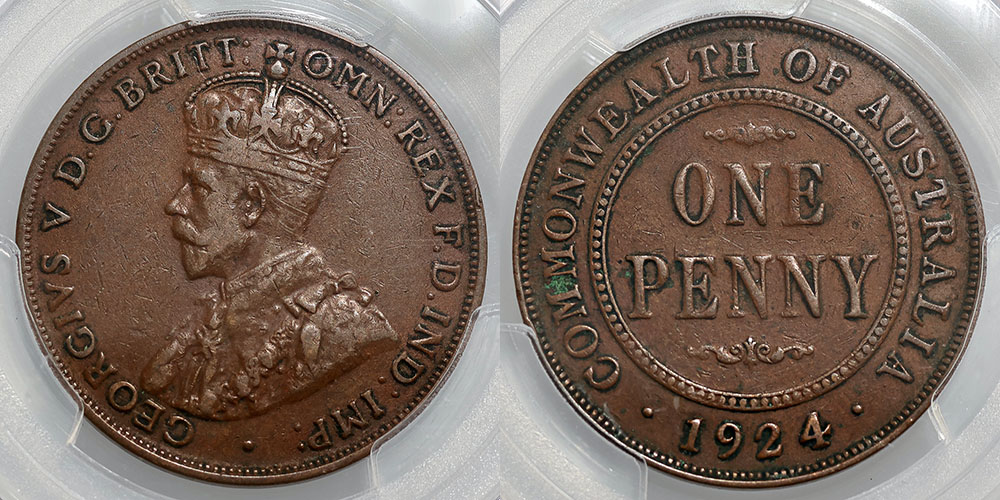 GEORGIVS V D.G.BRITT: OMN: REX F.D.IND: IMP:
COMMONWEALTH OF AUSTRALIA
ONE
PENNY
· 1924 ·